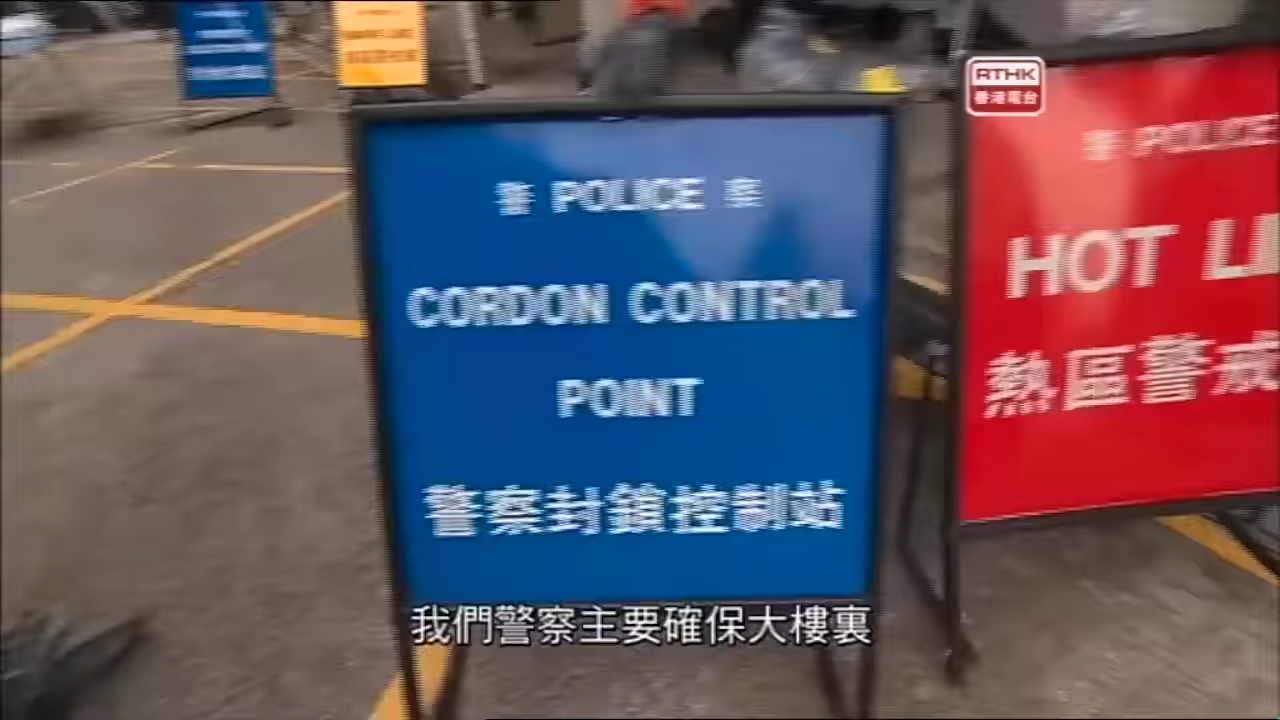 RTHK
香港電台
警 POLICE 察
CORDON CONTROL
POINT
警察封鎖控制站
POLICE
HOT
熱區警戒
我們警察主要確保大樓裏